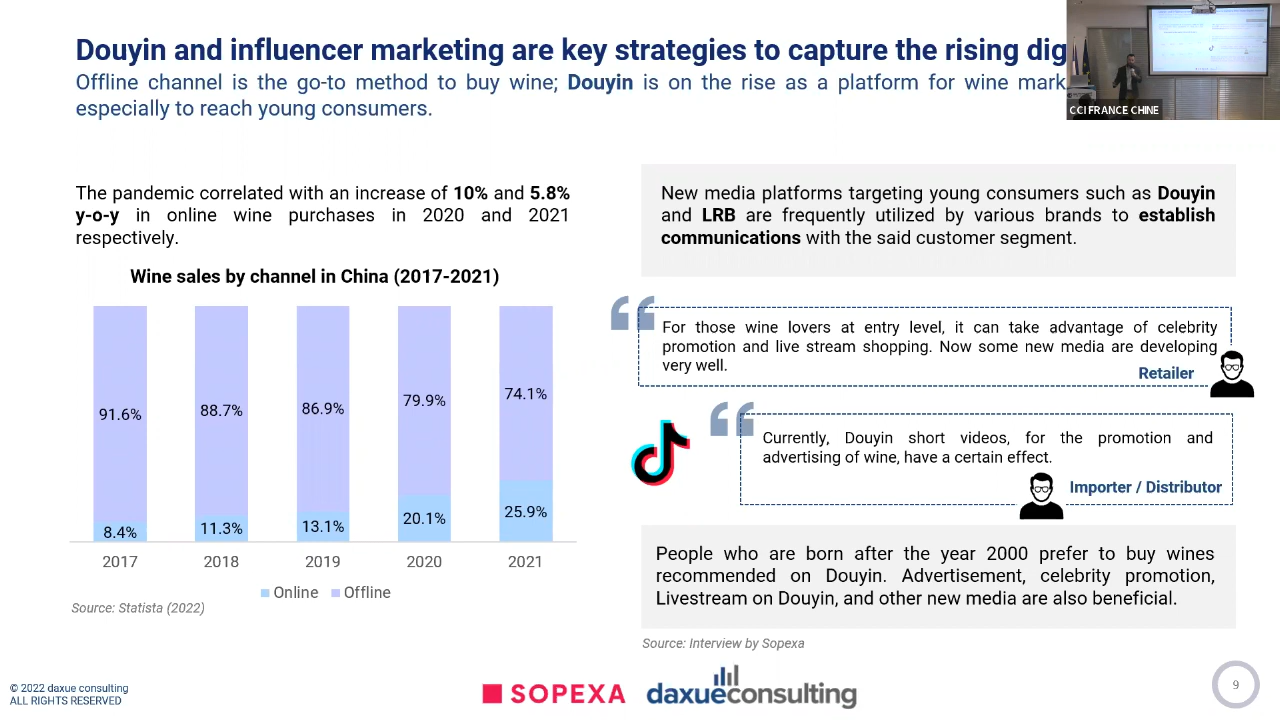 Douyin and influencer marketing are key strategies to capture the rising dig
Offline channel is the go-to method to buy wine; Douyin is on the rise as a platform for wine mark
especially to reach young consumers.
CCI FRANCE CHINE
The pandemic correlated with an increase of 10% and 5.8%
y-o-y in online wine purchases in 2020 and 2021
respectively.
Wine sales by channel in China (2017-2021)
91.6%
88.7%
86.9%
79.9%
74.1%
8.4%
11.3%
13.1%
20.1%
25.9%
2017
2018
2019
2020
2021
Online
Offline
Source: Statista (2022)
New media platforms targeting young consumers such as Douyin
and LRB are frequently utilized by various brands to establish
communications with the said customer segment.
For those wine lovers at entry level, it can take advantage of celebrity
promotion and live stream shopping. Now some new media are developing
very well.
Retailer
Currently, Douyin short videos, for the promotion and
advertising of wine, have a certain effect.
Importer / Distributor
People who are born after the year 2000 prefer to buy wines
recommended on Douyin. Advertisement, celebrity promotion,
Livestream on Douyin, and other new media are also beneficial.
Source: Interview by Sopexa
© 2022 daxue consulting
ALL RIGHTS RESERVED
SOPEXA
daxueconsulting
9